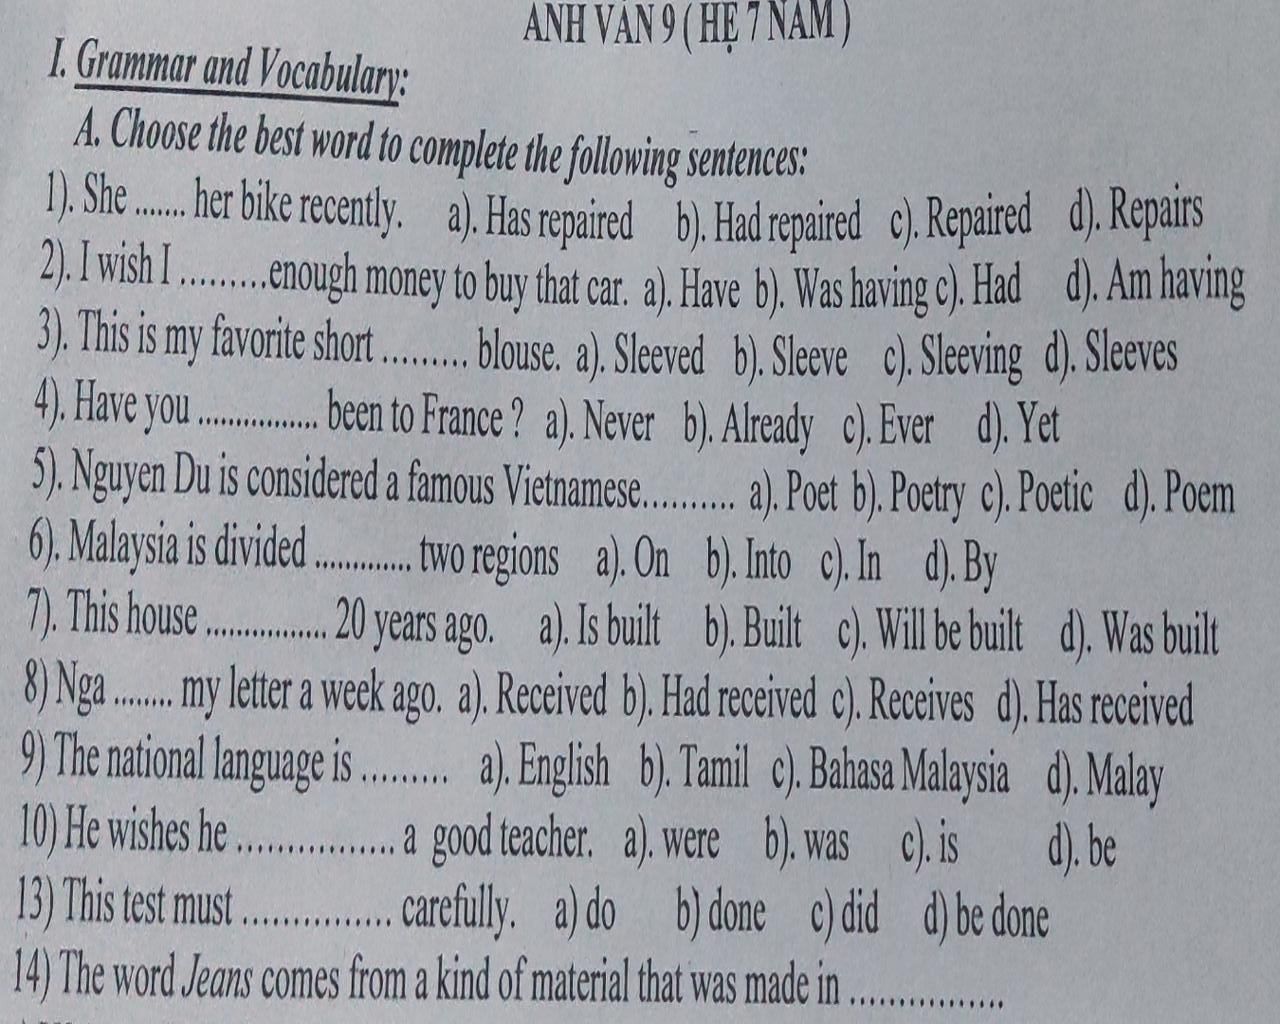 ANH VĂN 9 ( HỆ 7 NĂM )
I. Grammar and Vocabulary:
A. Choose the best word to complete the following sentences:
1). She ....... her bike recently. a). Has repaired b). Had repaired c). Repaired d). Repairs
2). I wish I .........enough money to buy that car. a). Have b). Was having c). Had d). Am having
3). This is my favorite short ......... blouse. a). Sleeved b). Sleeve c). Sleeving d). Sleeves
4). Have you ................ been to France ? a). Never b). Already c). Ever d). Yet
5). Nguyen Du is considered a famous Vietnamese.......... a). Poet b). Poetry c). Poetic d). Poem
6). Malaysia is divided ............. two regions a). On b). Into c). In d). By
7). This house ................ 20 years ago. a). Is built b). Built c). Will be built d). Was built
8) Nga ........ my letter a week ago. a). Received b). Had received c). Receives d). Has received
9) The national language is ......... a). English b). Tamil c). Bahasa Malaysia d). Malay
10) He wishes he ................ a good teacher. a). were b). was c). is d). be
13) This test must ............... carefully. a) do b) done c) did d) be done
14) The word Jeans comes from a kind of material that was made in ................